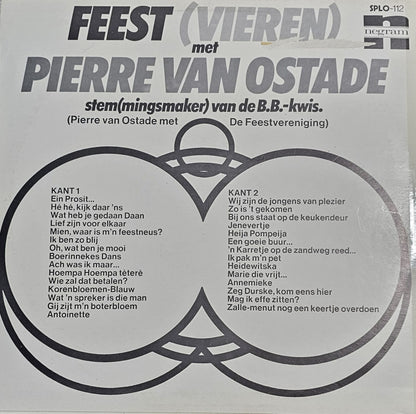 FEEST (VIEREN)
SPLO-112
negram
met
PIERRE VAN OSTADE
stem(mingsmaker) van de B.B.-kwis.
(Pierre van Ostade met De Feestvereniging)
KANT 1
Ein Prosit...
Hé hé, kijk daar 'ns
Wat heb je gedaan Daan
Lief zijn voor elkaar
Mien, waar is m'n feestneus?
Ik ben zo blij
Oh, wat ben je mooi
Boerinnekes Dans
Ach was ik maar...
Hoempa Hoempa tètèrè
Wie zal dat betalen?
Korenbloemen-Blauw
Wat 'n spreker is die man
Gij zijt m'n boterbloem
Antoinette
KANT 2
Wij zijn de jongens van plezier
Zo is 't gekomen
Bij ons staat op de keukendeur
Jenevertje
Heija Pompeija
Een goeie buur...
'n Karretje op de zandweg reed...
Ik pak m'n pet
Heidewitska
Marie die vrijt...
Annemieke
Zeg Durske, kom eens hier
Mag ik effe zitten?
Zalle-menut nog een keertje overdoen